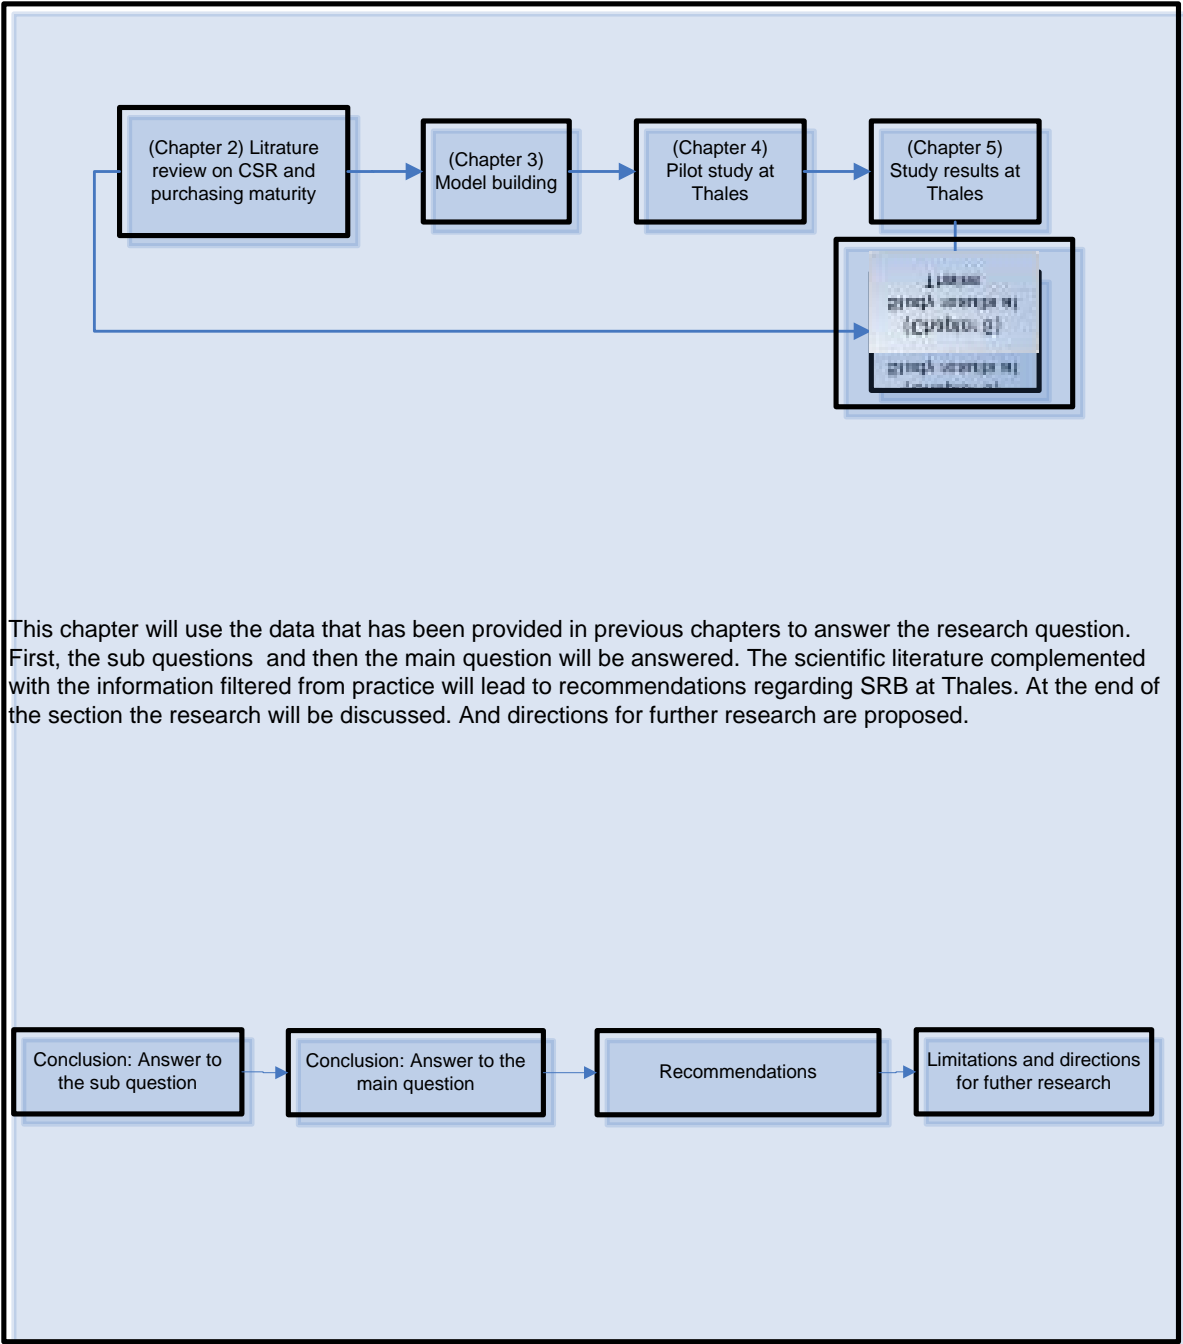 (Chapter 2) Litrature
review on CSR and
purchasing maturity
(Chapter 3)
Model building
(Chapter 4)
Pilot study at
Thales
(Chapter 5)
Study results at
Thales
Thales
Study results at
This chapter will use the data that has been provided in previous chapters to answer the research question.
First, the sub questions  and then the main question will be answered. The scientific literature complemented
with the information filtered from practice will lead to recommendations regarding SRB at Thales. At the end of
the section the research will be discussed. And directions for further research are proposed.
Conclusion: Answer to
the sub question
Conclusion: Answer to the
main question
Recommendations
Limitations and directions
for futher research